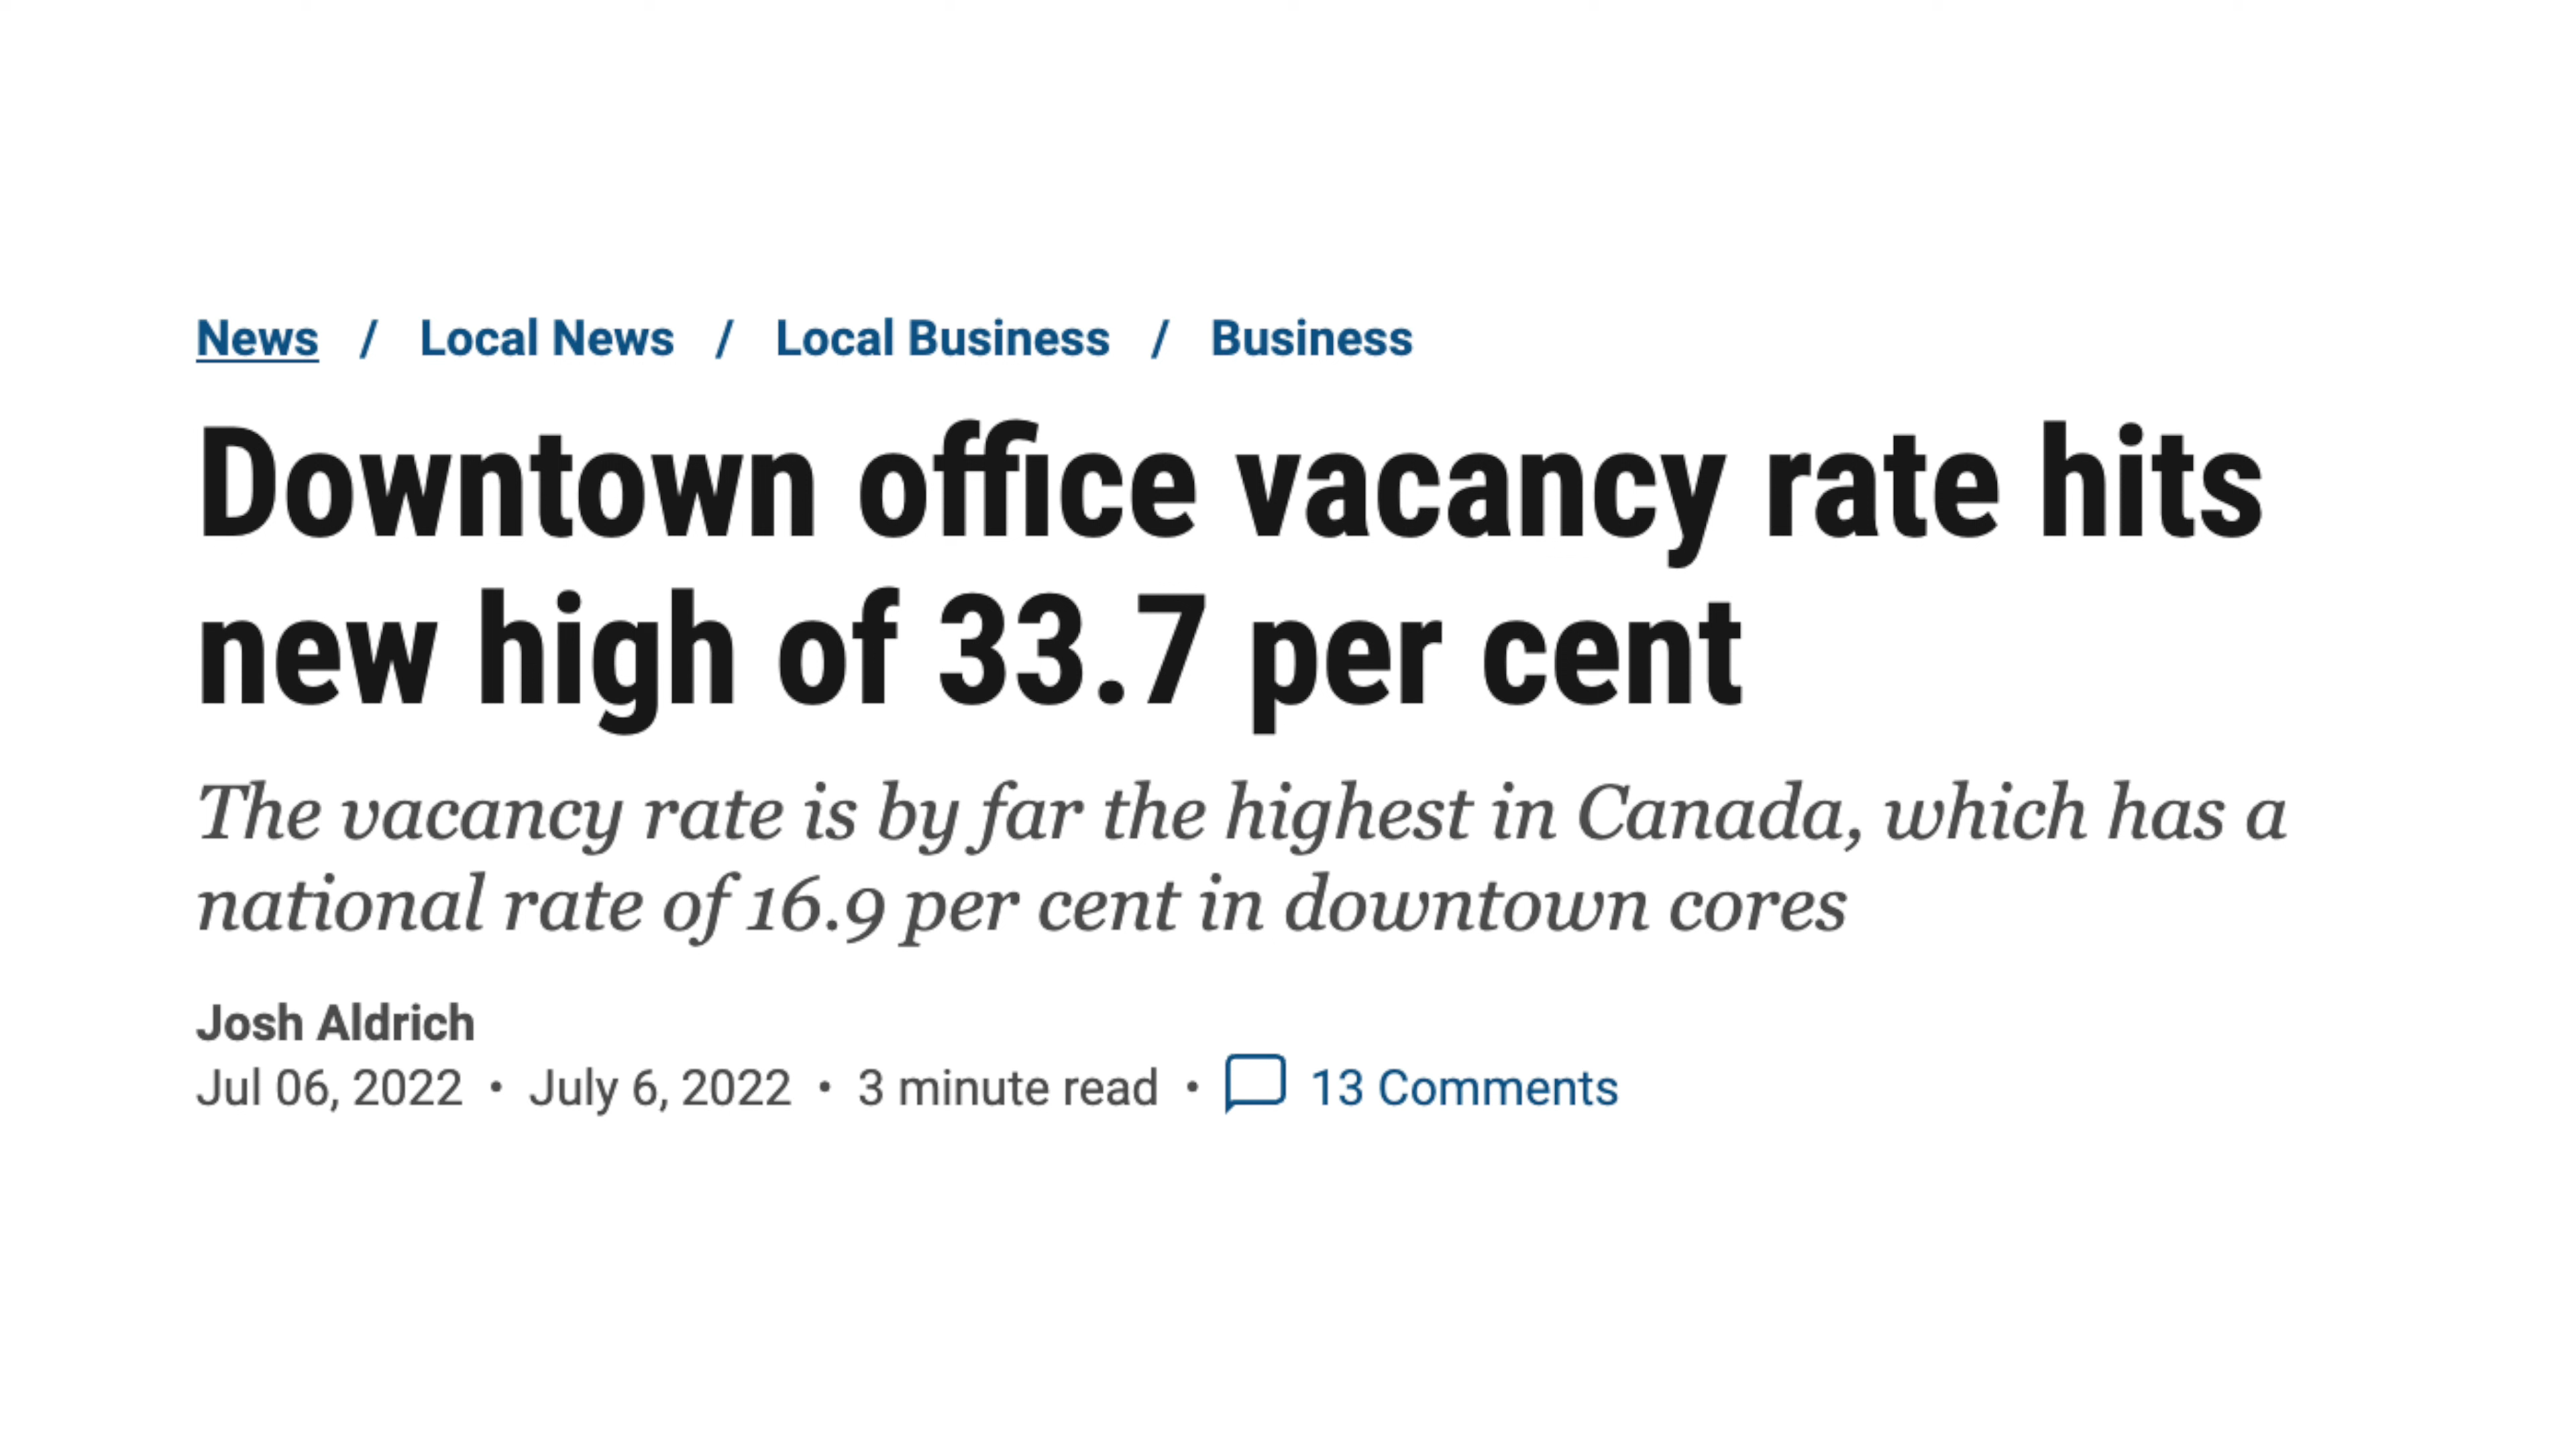 News / Local News / Local Business / Business
Downtown office vacancy rate hits
new high of 33.7 per cent
The vacancy rate is by far the highest in Canada, which has a
national rate of 16.9 per cent in downtown cores
Josh Aldrich
Jul 06, 2022 • July 6, 2022 • 3 minute read • 13 Comments